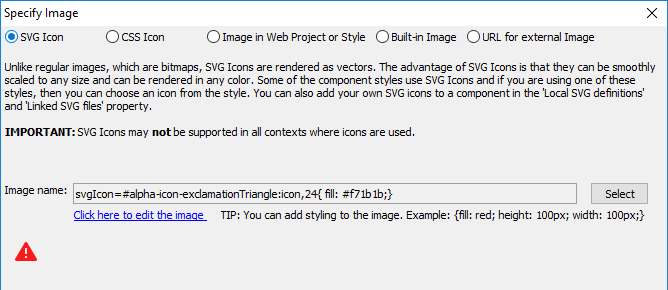 Specify Image
SVG Icon CSS Icon Image in Web Project or Style Built-in Image URL for external Image
Unlike regular images, which are bitmaps, SVG Icons are rendered as vectors. The advantage of SVG Icons is that they can be smoothly
scaled to any size and can be rendered in any color. Some of the component styles use SVG Icons and if you are using one of these
styles, then you can choose an icon from the style. You can also add your own SVG icons to a component in the 'Local SVG definitions'
and 'Linked SVG files' property.
IMPORTANT: SVG Icons may not be supported in all contexts where icons are used.
Image name: svgIcon=#alpha-icon-exclamationTriangle:icon,24{ fill: #f71b1b;} Select
Click here to edit the image TIP: You can add styling to the image. Example: {fill: red; height: 100px; width: 100px;}